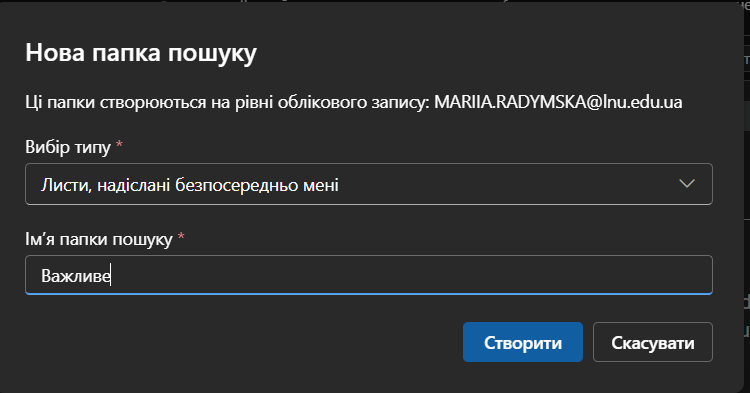 Нова папка пошуку
Ці папки створюються на рівні облікового запису: MARIIA.RADYMSKA@lnu.edu.ua
Вибір типу *
Листи, надіслані безпосередньо мені
Ім’я папки пошуку *
Важливе
Створити
Скасувати